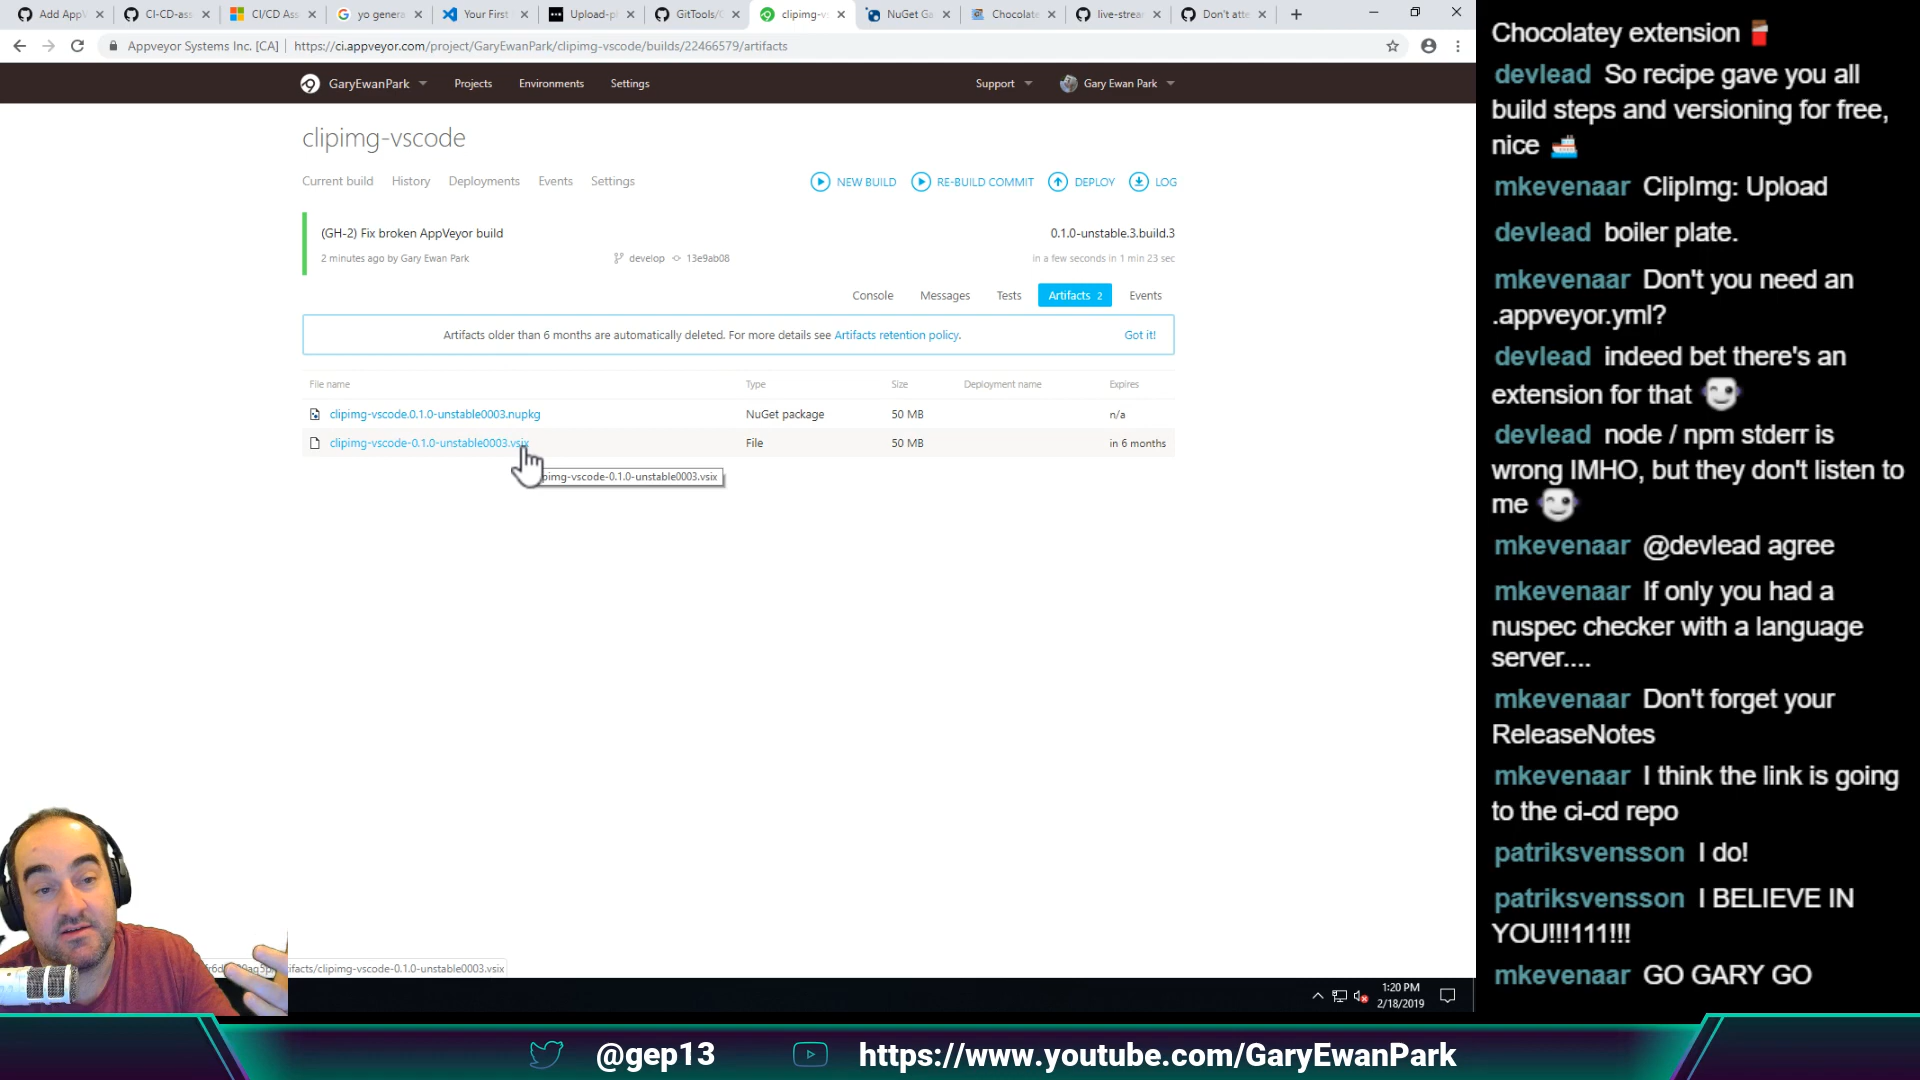 Add AppV
CI-CD-ass
CI/CD Ass
yo genera
Your First
Upload-pl
GitTools/C
clipimg-vs
NuGet Ga
Chocolate
live-strea
Don't atte
Appveyor Systems Inc. [CA] | https://ci.appveyor.com/project/GaryEwanPark/clipimg-vscode/builds/22466579/artifacts
GaryEwanPark Projects Environments Settings Support Gary Ewan Park
clipimg-vscode
Current build History Deployments Events Settings NEW BUILD RE-BUILD COMMIT DEPLOY LOG
(GH-2) Fix broken AppVeyor build 0.1.0-unstable.3.build.3
2 minutes ago by Gary Ewan Park develop 13e9ab08 in a few seconds in 1 min 23 sec
Console Messages Tests Artifacts 2 Events
Artifacts older than 6 months are automatically deleted. For more details see Artifacts retention policy. Got it!
File name Type Size Deployment name Expires
clipimg-vscode.0.1.0-unstable0003.nupkg NuGet package 50 MB n/a
clipimg-vscode-0.1.0-unstable0003.vsix File 50 MB in 6 months
pimg-vscode-0.1.0-unstable0003.vsix
ifacts/clipimg-vscode-0.1.0-unstable0003.vsix
1:20 PM
2/18/2019
Chocolatey extension
devlead So recipe gave you all
build steps and versioning for free,
nice
mkevenaar ClipImg: Upload
devlead boiler plate.
mkevenaar Don't you need an
.appveyor.yml?
devlead indeed bet there's an
extension for that
devlead node / npm stderr is
wrong IMHO, but they don't listen to
me
mkevenaar @devlead agree
mkevenaar If only you had a
nuspec checker with a language
server....
mkevenaar Don't forget your
ReleaseNotes
mkevenaar I think the link is going
to the ci-cd repo
patriksvensson I do!
patriksvensson I BELIEVE IN
YOU!!!111!!!
mkevenaar GO GARY GO
@gep13 https://www.youtube.com/GaryEwanPark